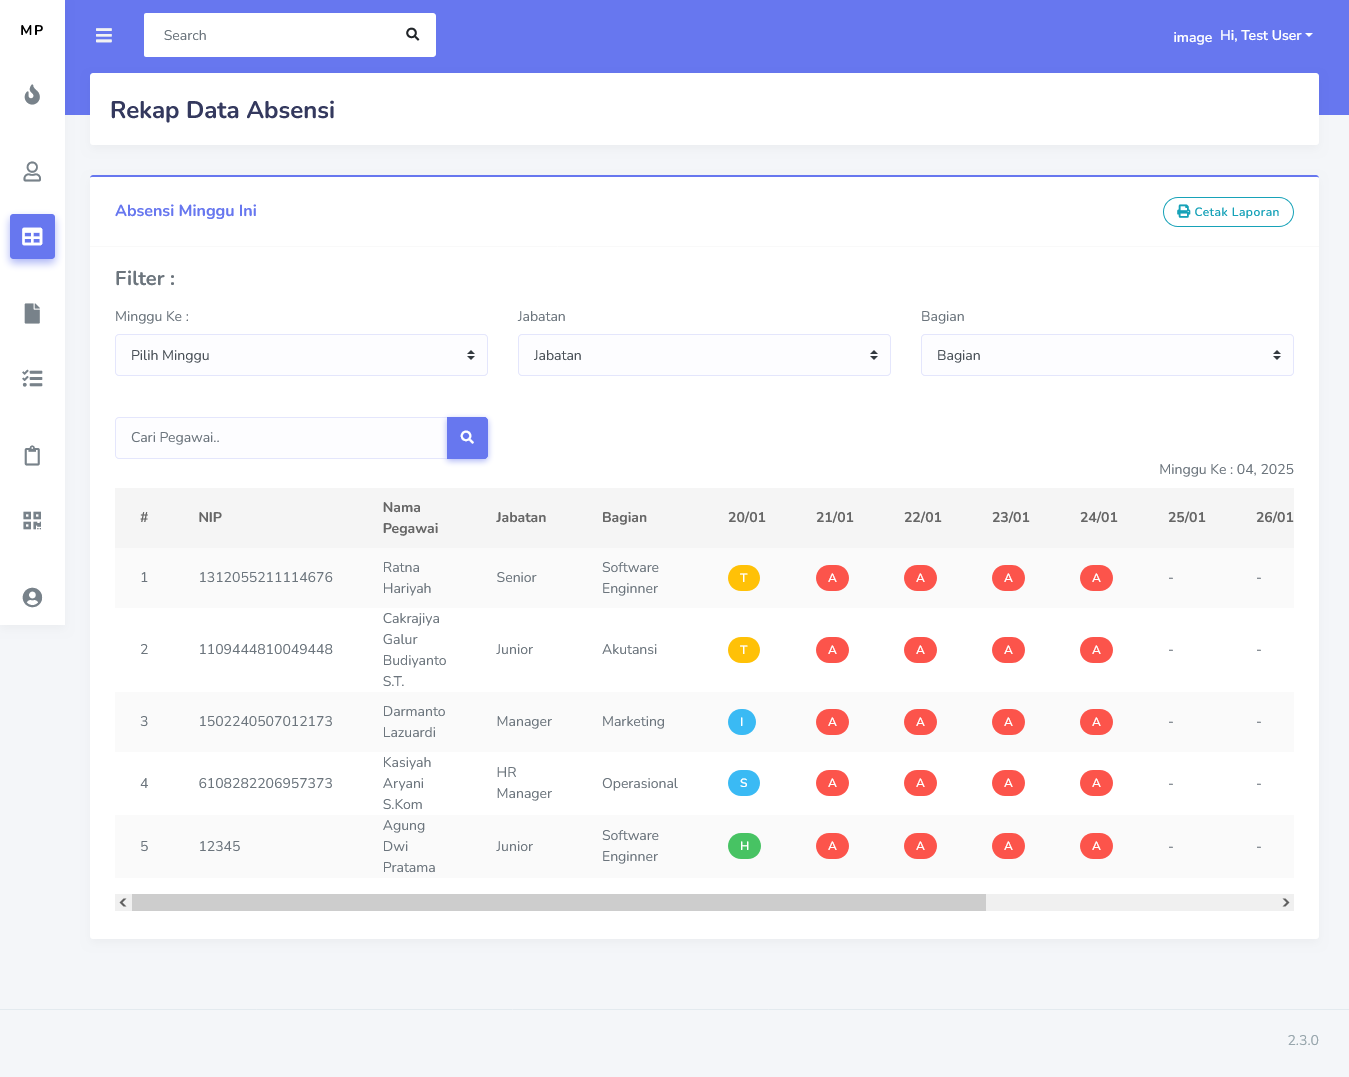 MP
Search
image Hi, Test User
Rekap Data Absensi
Absensi Minggu Ini
Cetak Laporan
Filter :
Minggu Ke :
Jabatan
Bagian
Pilih Minggu
Jabatan
Bagian
Cari Pegawai..
Minggu Ke : 04, 2025
# NIP Nama Pegawai Jabatan Bagian 20/01 21/01 22/01 23/01 24/01 25/01 26/01
1 1312055211114676 Ratna Hariyah Senior Software Enginner T A A A A - -
2 1109444810049448 Cakrajiya Galur Budiyanto S.T. Junior Akutansi T A A A A - -
3 1502240507012173 Darmanto Lazuardi Manager Marketing I A A A A - -
4 6108282206957373 Kasiyah Aryani S.Kom HR Manager Operasional S A A A A - -
5 12345 Agung Dwi Pratama Junior Software Enginner H A A A A - -
2.3.0